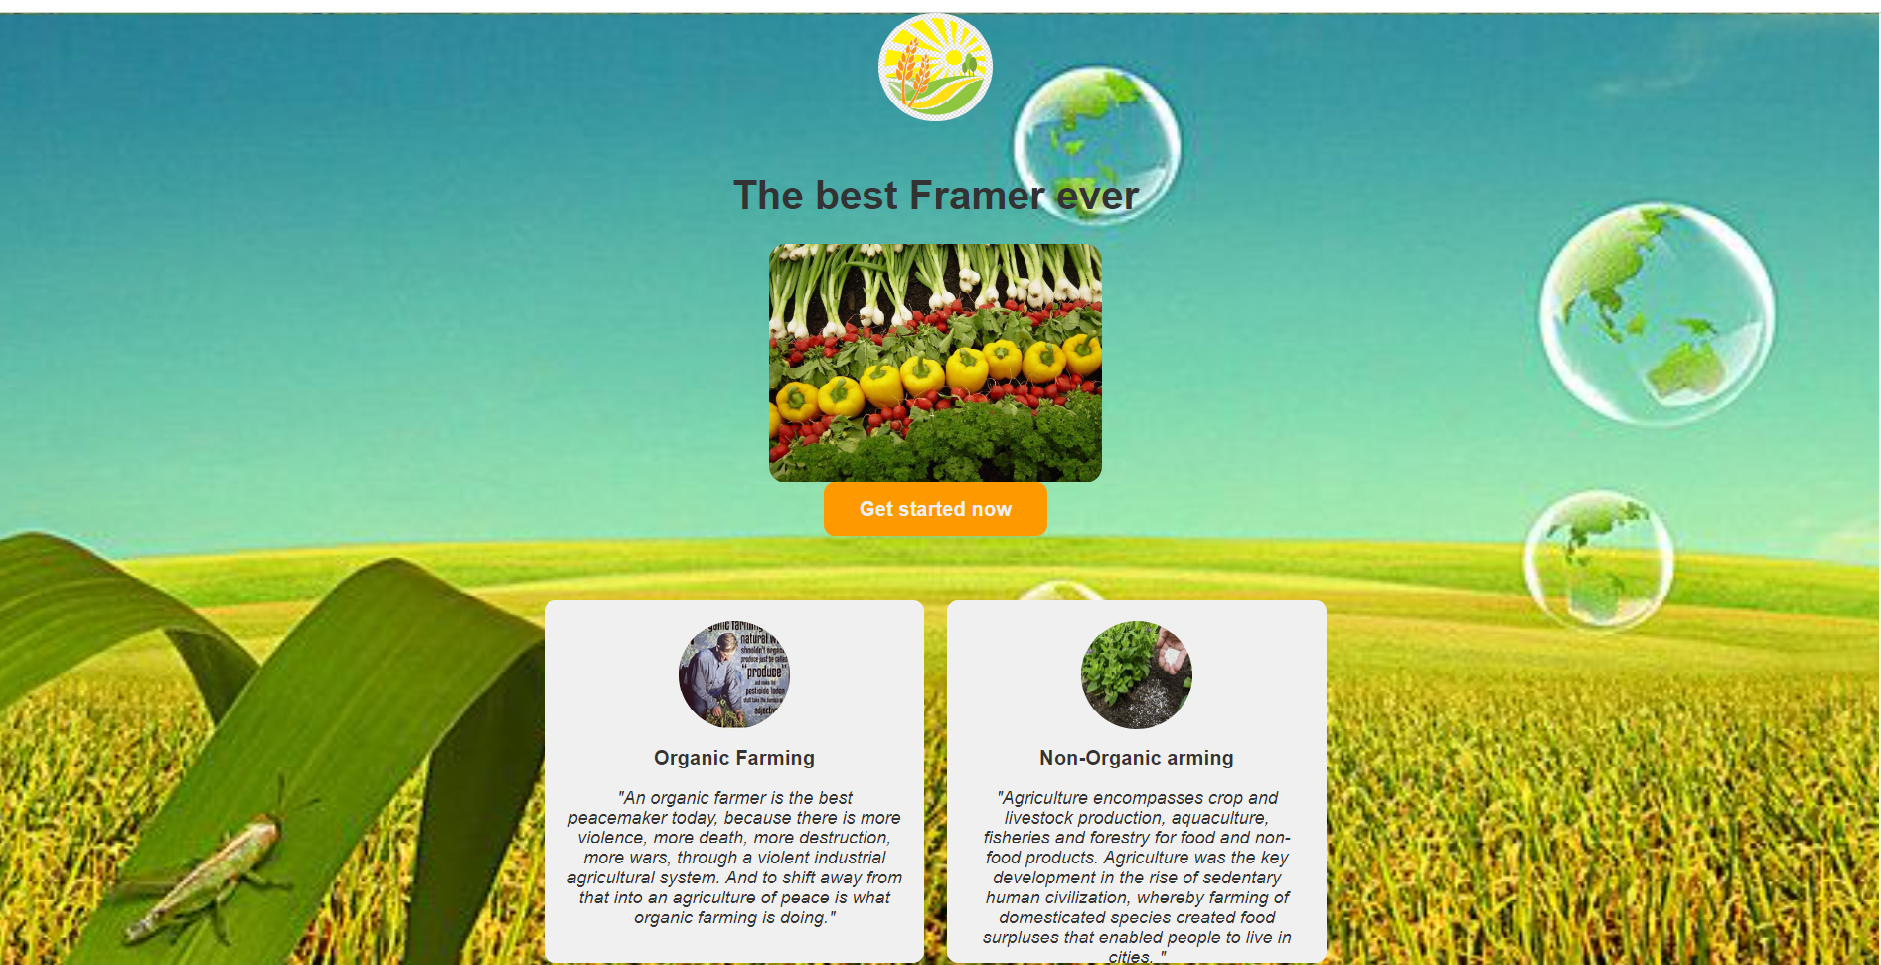 The best Framer ever
Get started now
natural
"produce"
Organic Farming
"An organic farmer is the best
peacemaker today, because there is more
violence, more death, more destruction,
more wars, through a violent industrial
agricultural system. And to shift away from
that into an agriculture of peace is what
organic farming is doing."
Non-Organic arming
"Agriculture encompasses crop and
livestock production, aquaculture,
fisheries and forestry for food and non-
food products. Agriculture was the key
development in the rise of sedentary
human civilization, whereby farming of
domesticated species created food
surpluses that enabled people to live in
cities. "